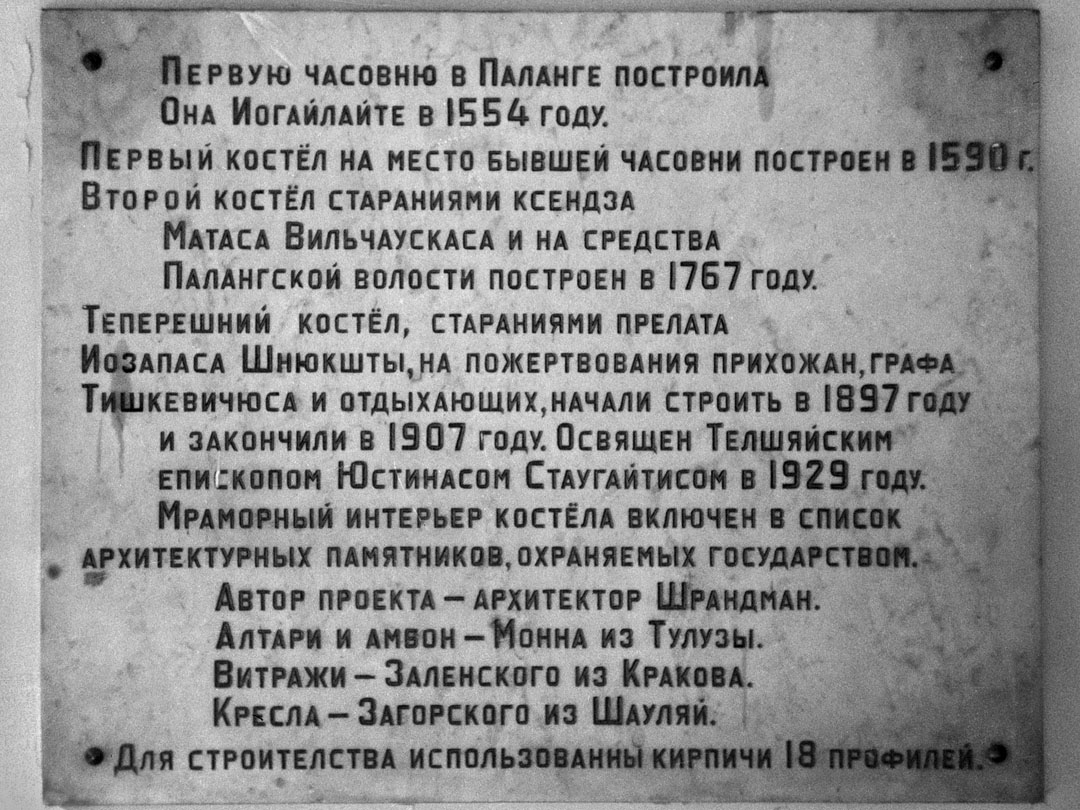 Первую часовню в Паланге построила
Она Иогайлайте в 1554 году.
Первый костёл на место бывшей часовни построен в 1590 г.
Второй костёл стараниями ксендза
Матаса Вильчаускаса и на средства
Палангской волости построен в 1767 году.
Теперешний костёл, стараниями прелата
Иозапаса Шнюкшты, на пожертвования прихожан, графа
Тишкевичюса и отдыхающих, начали строить в 1897 году
и закончили в 1907 году. Освящен Телшяйским
епископом Юстинасом Стаугайтисом в 1929 году.
Мраморный интерьер костёла включен в список
архитектурных памятников, охраняемых государством.
Автор проекта – архитектор Шрандман.
Алтари и амвон – Монна из Тулузы.
Витражи – Заленского из Кракова.
Кресла – Загорского из Шауляй.
Для строителства использованны кирпичи 18 профилей.